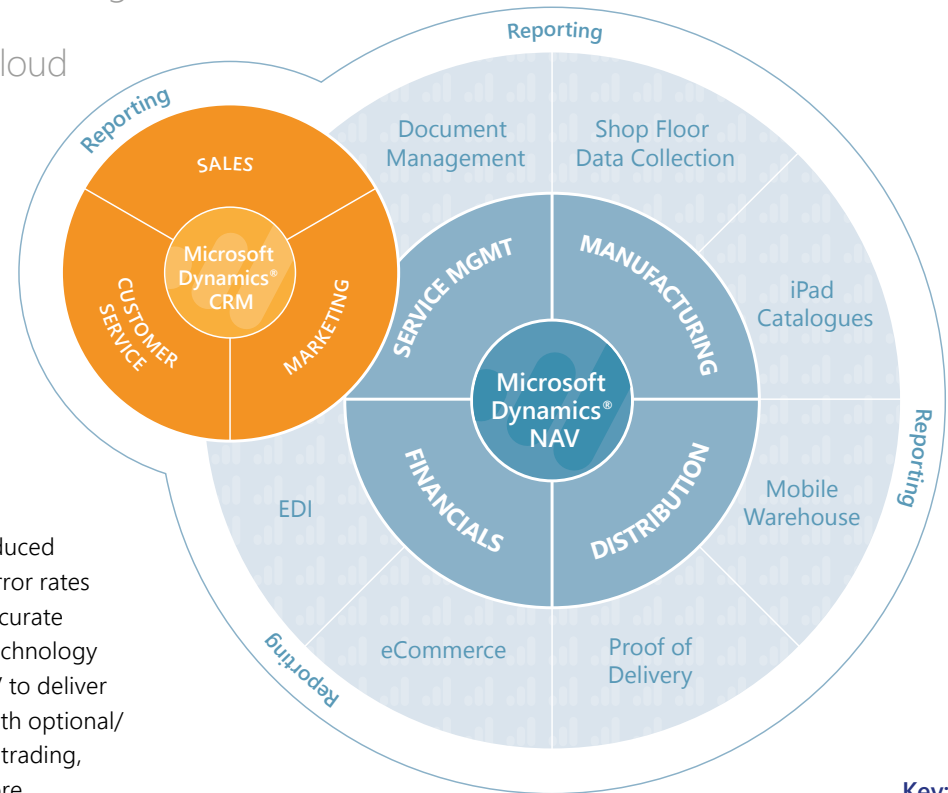 loud
Reporting
Reporting
SALES
CUSTOMER
SERVICE
MARKETING
Microsoft
Dynamics®
CRM
Document
Management
Shop Floor
Data Collection
iPad
Catalogues
Mobile
Warehouse
Proof of
Delivery
eCommerce
EDI
SERVICE MGMT
MANUFACTURING
FINANCIALS
DISTRIBUTION
Microsoft
Dynamics®
NAV
Reporting
Reporting
duced
rror rates
curate
echnology
to deliver
th optional/
trading,
Key: